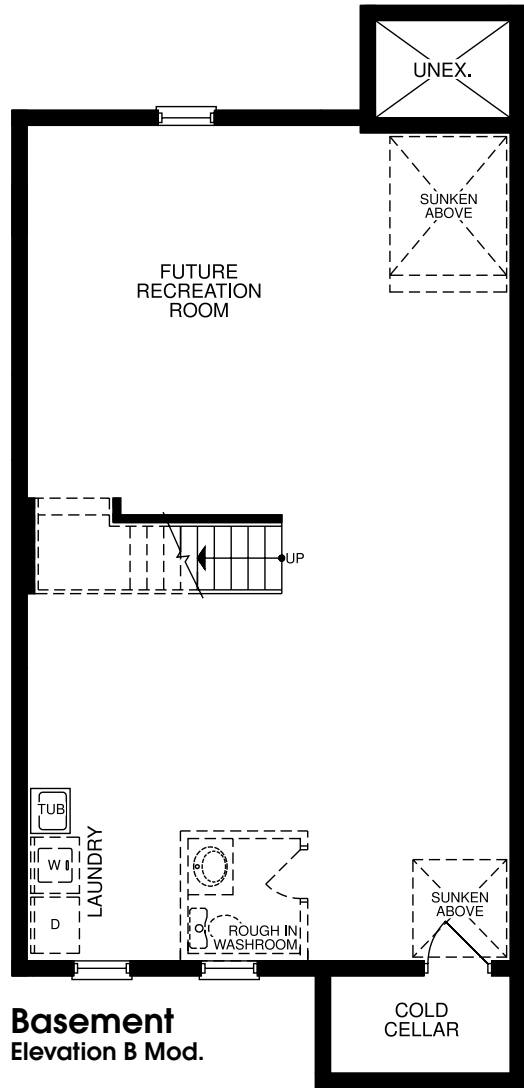 UNEX.
SUNKEN
ABOVE
FUTURE
RECREATION
ROOM
UP
TUB
W
D
LAUNDRY
ROUGH IN
WASHROOM
SUNKEN
ABOVE
COLD
CELLAR
Basement
Elevation B Mod.